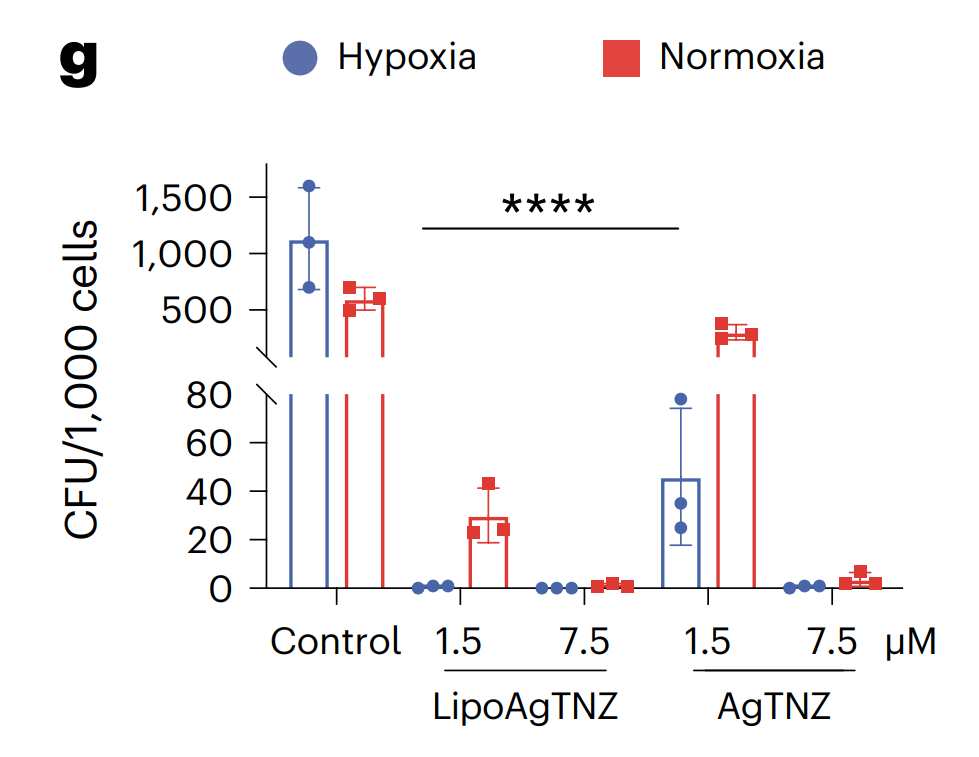 g
Hypoxia Normoxia
CFU/1,000 cells
1,500
1,000
500
80
60
40
20
0
****
Control 1.5 7.5 1.5 7.5 µM
LipoAgTNZ AgTNZ